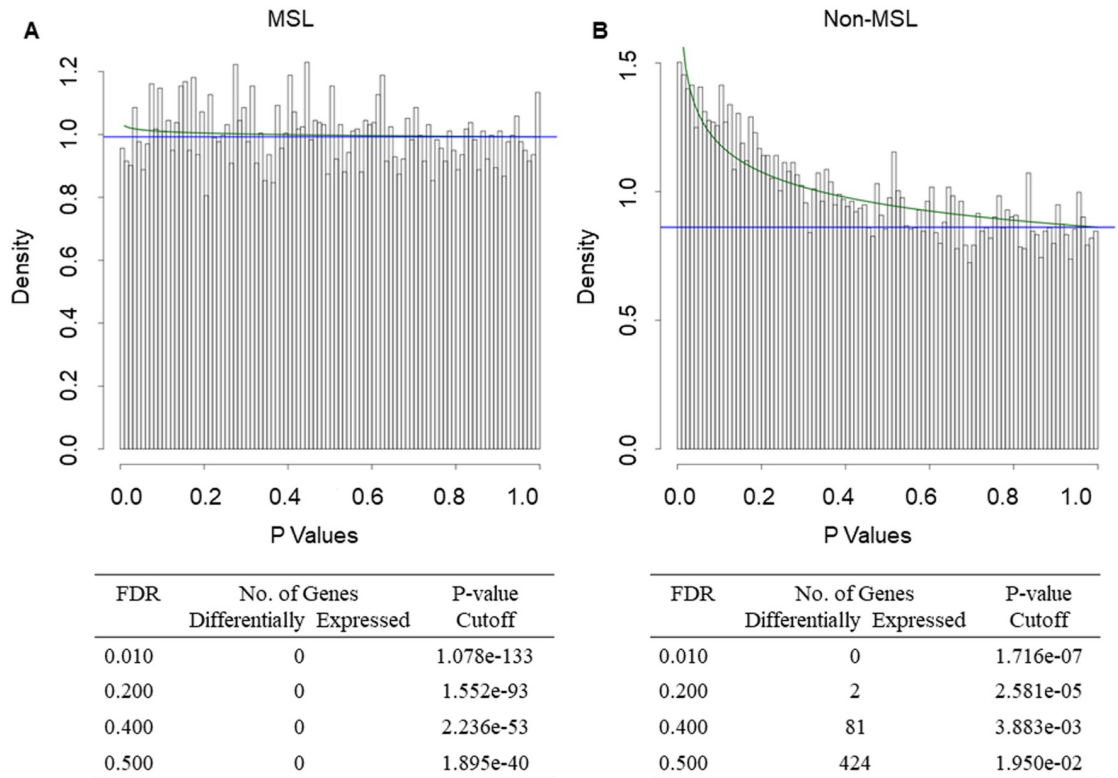 A
MSL
1.2
1.0
0.8
0.6
0.4
0.2
0.0
Density
0.0 0.2 0.4 0.6 0.8 1.0
P Values
FDR No. of Genes P-value
Differentially Expressed Cutoff
0.010 0 1.078e-133
0.200 0 1.552e-93
0.400 0 2.236e-53
0.500 0 1.895e-40
B
Non-MSL
1.5
1.0
0.5
0.0
Density
0.0 0.2 0.4 0.6 0.8 1.0
P Values
FDR No. of Genes P-value
Differentially Expressed Cutoff
0.010 0 1.716e-07
0.200 2 2.581e-05
0.400 81 3.883e-03
0.500 424 1.950e-02